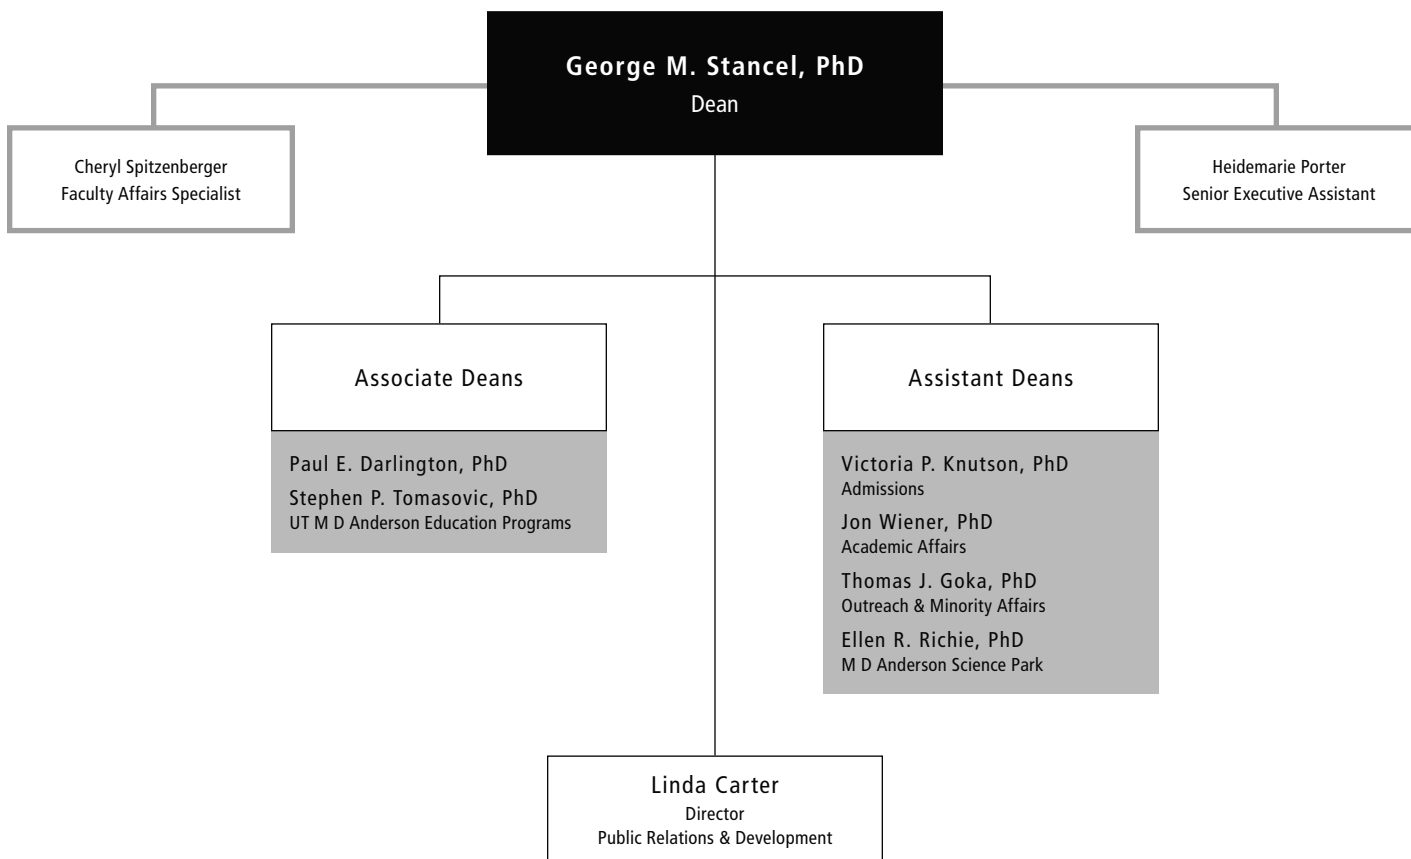 George M. Stancel, PhD
Dean
Cheryl Spitzenberger
Faculty Affairs Specialist
Heidemarie Porter
Senior Executive Assistant
Associate Deans
Paul E. Darlington, PhD
Stephen P. Tomasovic, PhD
UT M D Anderson Education Programs
Assistant Deans
Victoria P. Knutson, PhD
Admissions
Jon Wiener, PhD
Academic Affairs
Thomas J. Goka, PhD
Outreach & Minority Affairs
Ellen R. Richie, PhD
M D Anderson Science Park
Linda Carter
Director
Public Relations & Development